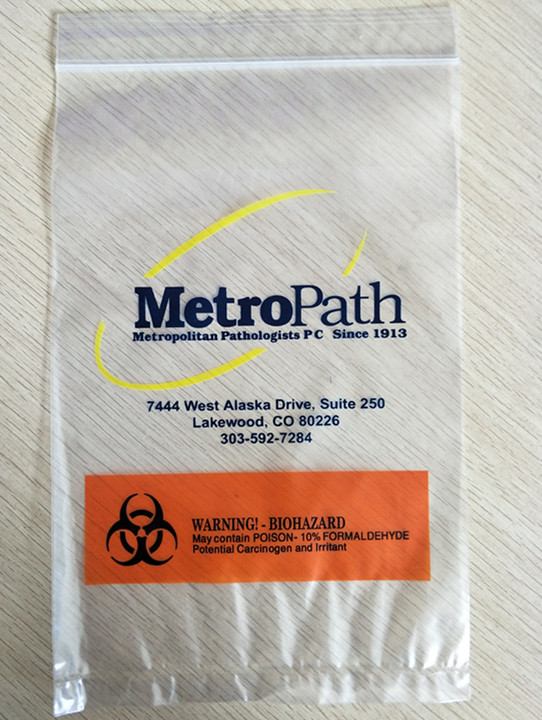 MetroPath
Metropolitan Pathologists PC Since 1913
7444 West Alaska Drive, Suite 250
Lakewood, CO 80226
303-592-7284
WARNING! - BIOHAZARD
May contain POISON- 10% FORMALDEHYDE
Potential Carcinogen and Irritant